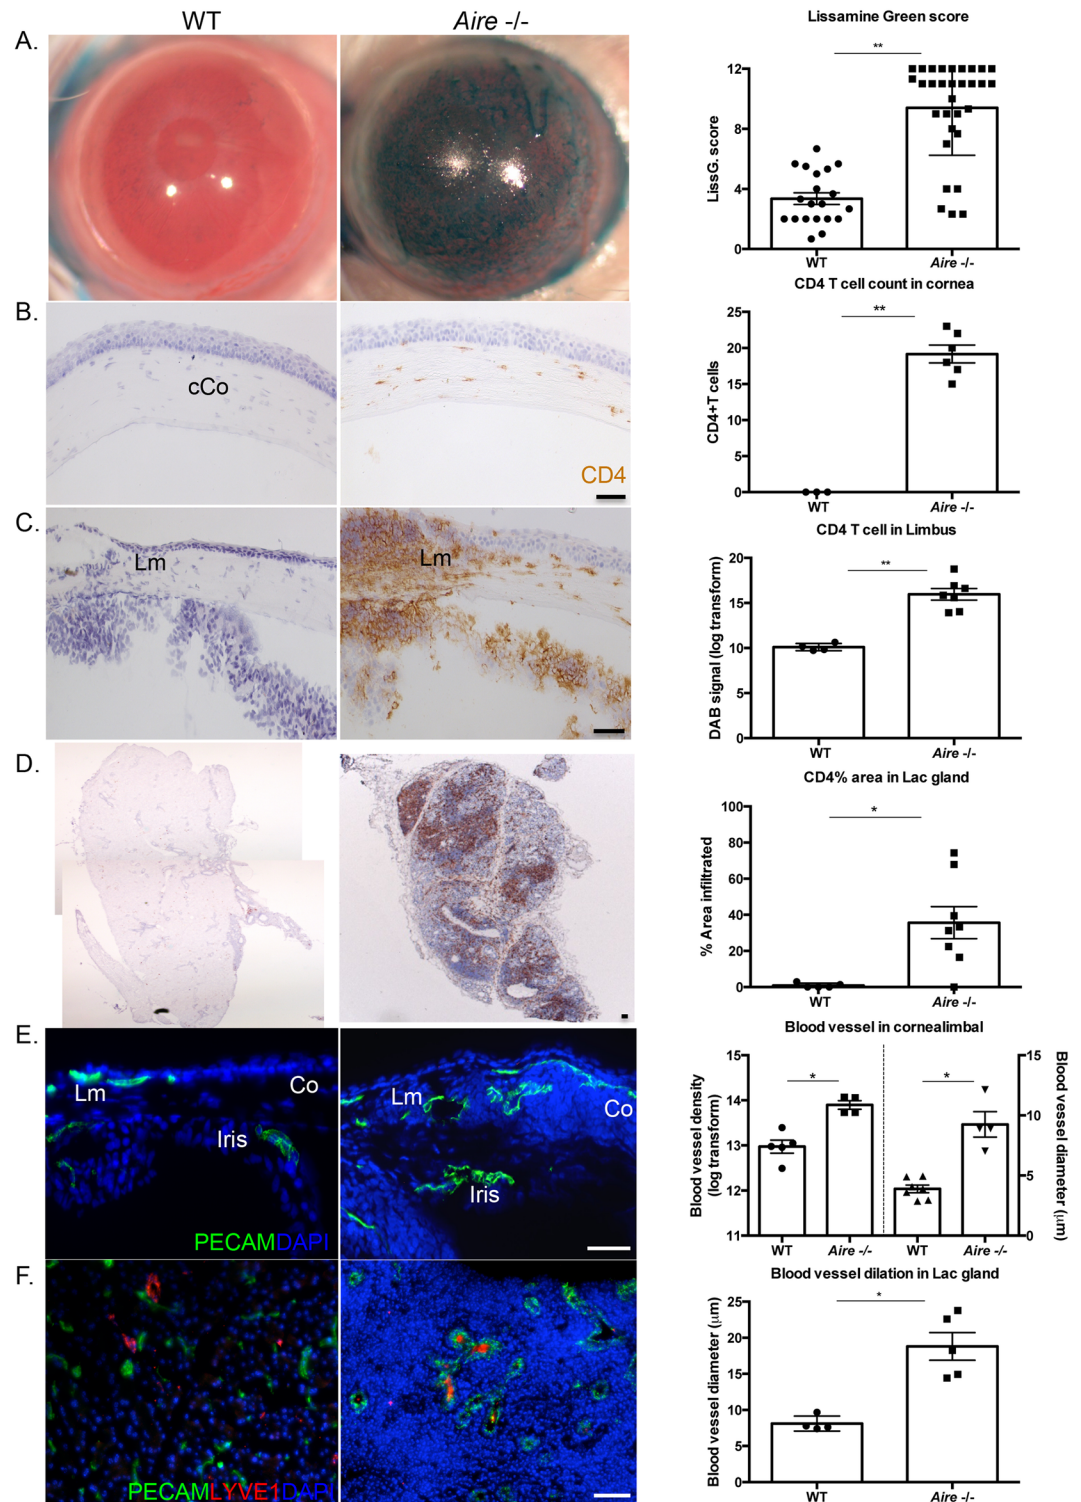 WT Aire -/-
A.
Lissamine Green score
**
LissG. score
12
8
4
0
WT Aire -/-
B.
cCo
CD4
CD4 T cell count in cornea
**
CD4+T cells
25
20
15
10
5
0
WT Aire -/-
C.
Lm Lm
CD4 T cell in Limbus
**
DAB signal (log transform)
20
15
10
5
0
WT Aire -/-
D.
CD4% area in Lac gland
*
% Area infiltrated
100
80
60
40
20
0
WT Aire -/-
E.
Lm Co
Iris
PECAMDAPI
Lm Co
Iris
Blood vessel in cornealimbal
* *
Blood vessel density
(log transform)
15
14
13
12
11
15
10
5
0
Blood vessel diameter (μm)
WT Aire -/- WT Aire -/-
F.
PECAMLYVE1DAPI
Blood vessel dilation in Lac gland
*
Blood vessel diameter (μm)
25
20
15
10
5
0
WT Aire -/-